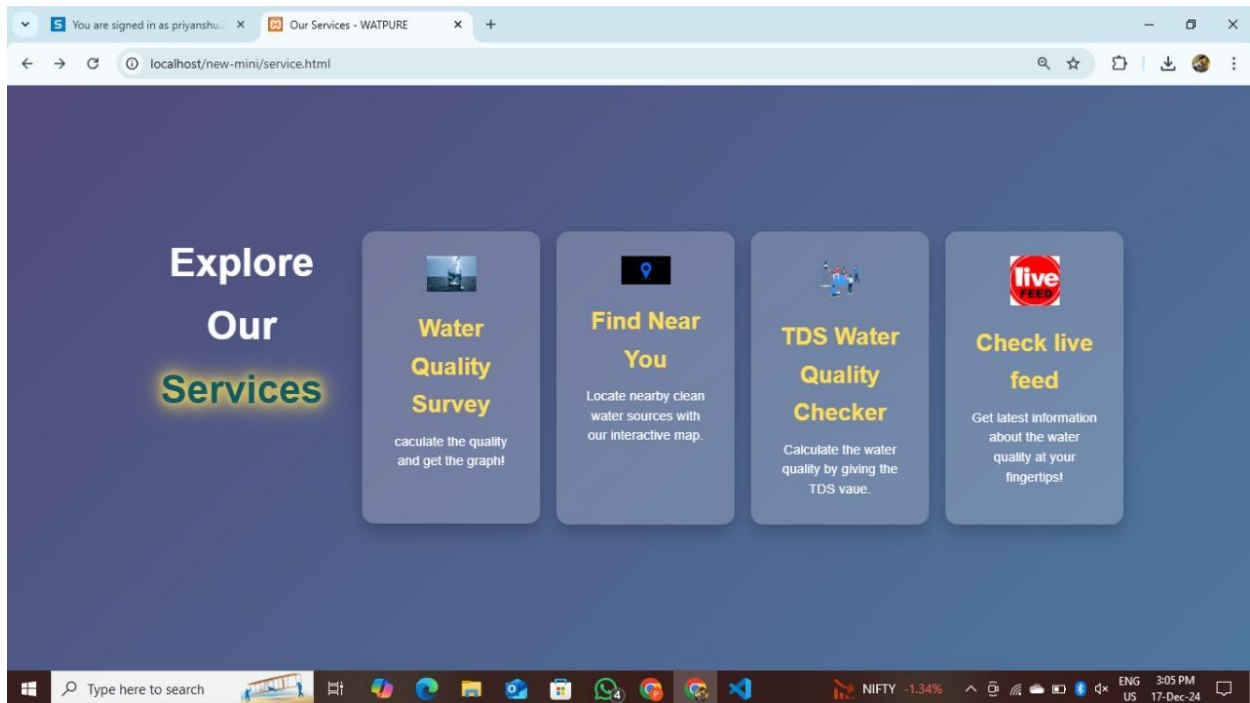 You are signed in as priyanshu.
Our Services - WATPURE
localhost/new-mini/service.html
Explore
Our
Services
Water
Quality
Survey
caculate the quality
and get the graph!
Find Near
You
Locate nearby clean
water sources with
our interactive map.
TDS Water
Quality
Checker
Calculate the water
quality by giving the
TDS vaue.
live
FEED
Check live
feed
Get latest information
about the water
quality at your
fingertips!
Type here to search
4
NIFTY -1.34%
ENG
US
3:05 PM
17-Dec-24